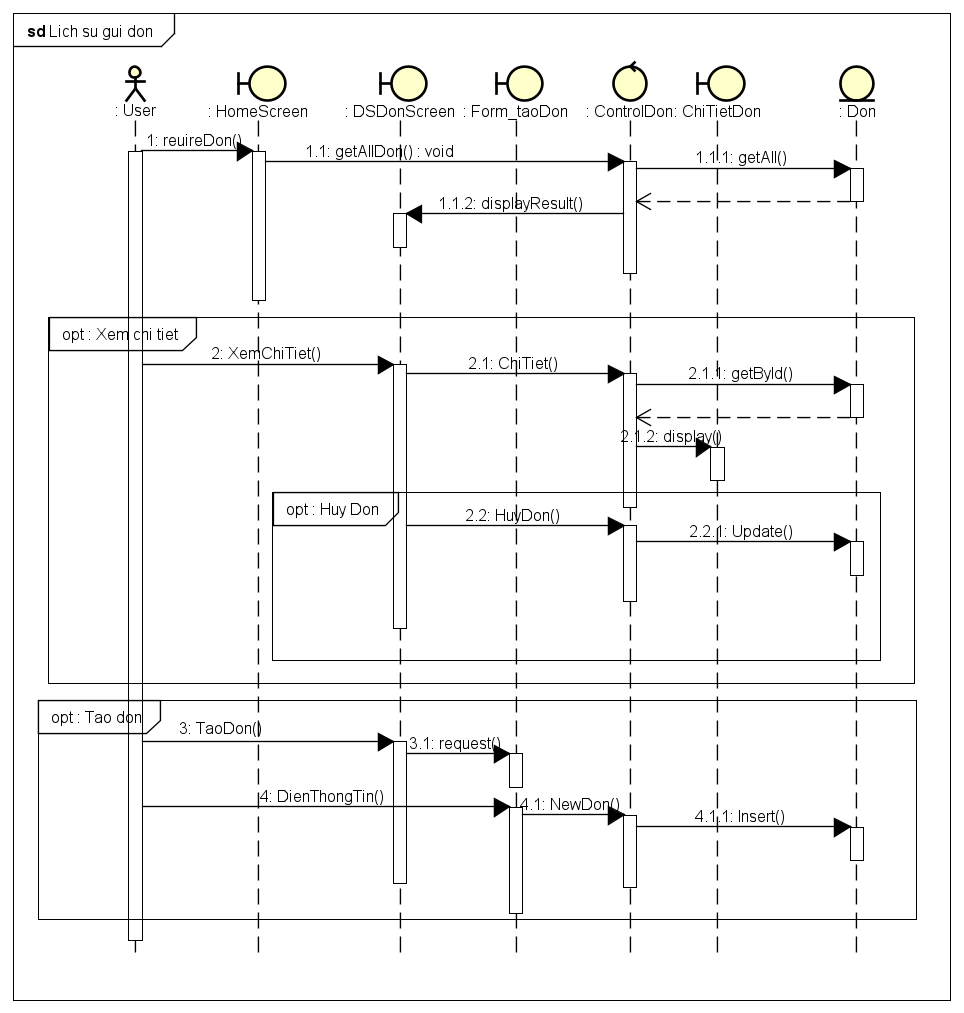 sd Lich su gui don
: User
: HomeScreen
: DSDonScreen
: Form_taoDon
: ControlDon
: ChiTietDon
: Don
1: reuireDon()
1.1: getAllDon() : void
1.1.1: getAll()
1.1.2: displayResult()
opt : Xem chi tiet
2: XemChiTiet()
2.1: ChiTiet()
2.1.1: getById()
2.1.2: display()
opt : Huy Don
2.2: HuyDon()
2.2.1: Update()
opt : Tao don
3: TaoDon()
3.1: request()
4: DienThongTin()
4.1: NewDon()
4.1.1: Insert()